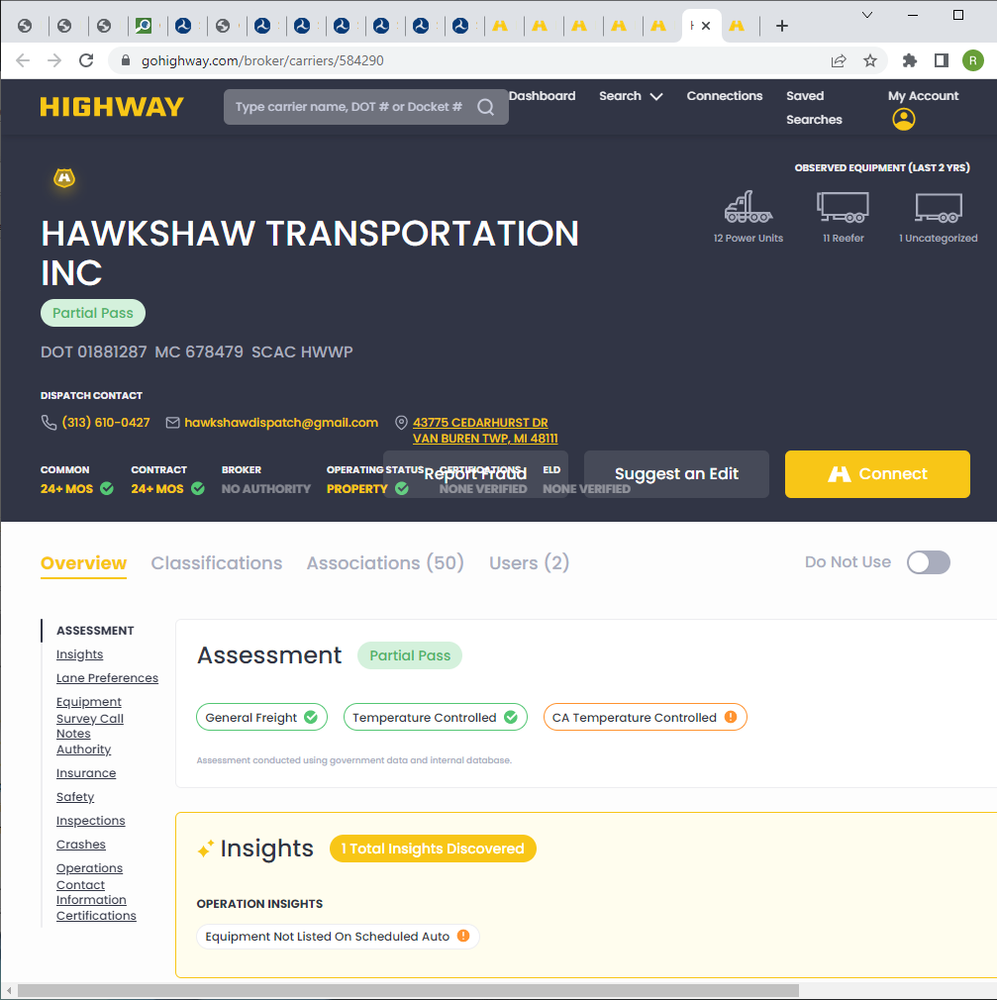 gohighway.com/broker/carriers/584290
R
HIGHWAY
Type carrier name, DOT # or Docket #
Dashboard
Search
Connections
Saved
Searches
My Account
OBSERVED EQUIPMENT (LAST 2 YRS)
12 Power Units
11 Reefer
1 Uncategorized
HAWKSHAW TRANSPORTATION
INC
Partial Pass
DOT 01881287 MC 678479 SCAC HWWP
DISPATCH CONTACT
(313) 610-0427
hawkshawdispatch@gmail.com
43775 CEDARHURST DR
VAN BUREN TWP, MI 48111
COMMON
24+ MOS
CONTRACT
24+ MOS
BROKER
NO AUTHORITY
OPERATING STATUS
PROPERTY
CERTIFICATIONS
NONE VERIFIED
ELD
NONE VERIFIED
Report Fraud
Suggest an Edit
Connect
Overview
Classifications
Associations (50)
Users (2)
Do Not Use
ASSESSMENT
Insights
Lane Preferences
Equipment
Survey Call
Notes
Authority
Insurance
Safety
Inspections
Crashes
Operations
Contact
Information
Certifications
Assessment
Partial Pass
General Freight
Temperature Controlled
CA Temperature Controlled
Assessment conducted using government data and internal database.
Insights
1 Total Insights Discovered
OPERATION INSIGHTS
Equipment Not Listed On Scheduled Auto